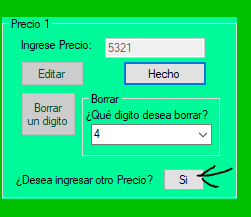 Precio 1
Ingrese Precio: 5321
Editar Hecho
Borrar
un digito
Borrar
¿Qué digito desea borrar?
4
¿Desea ingresar otro Precio? Si